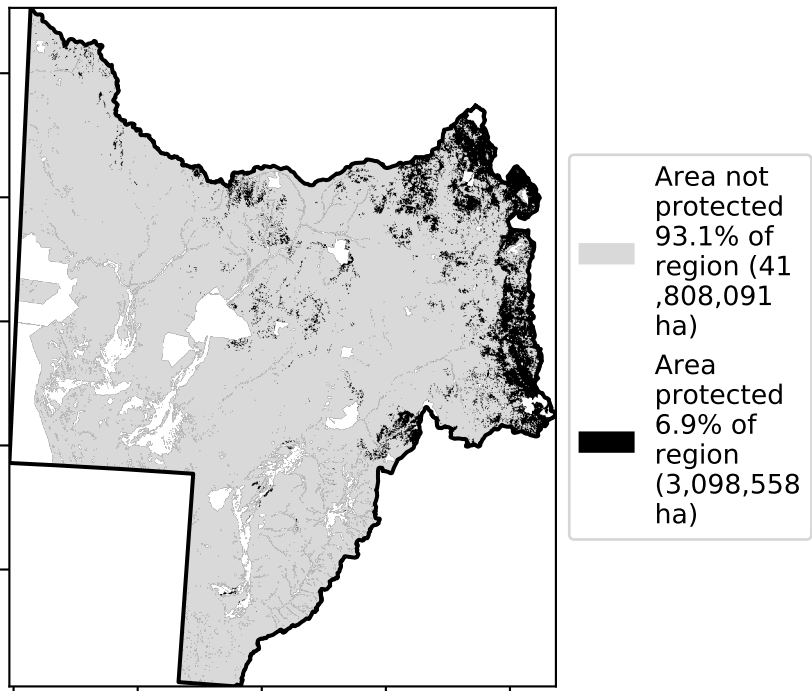 Area not
protected
93.1% of
region (41
,808,091
ha)
Area
protected
6.9% of
region
(3,098,558
ha)